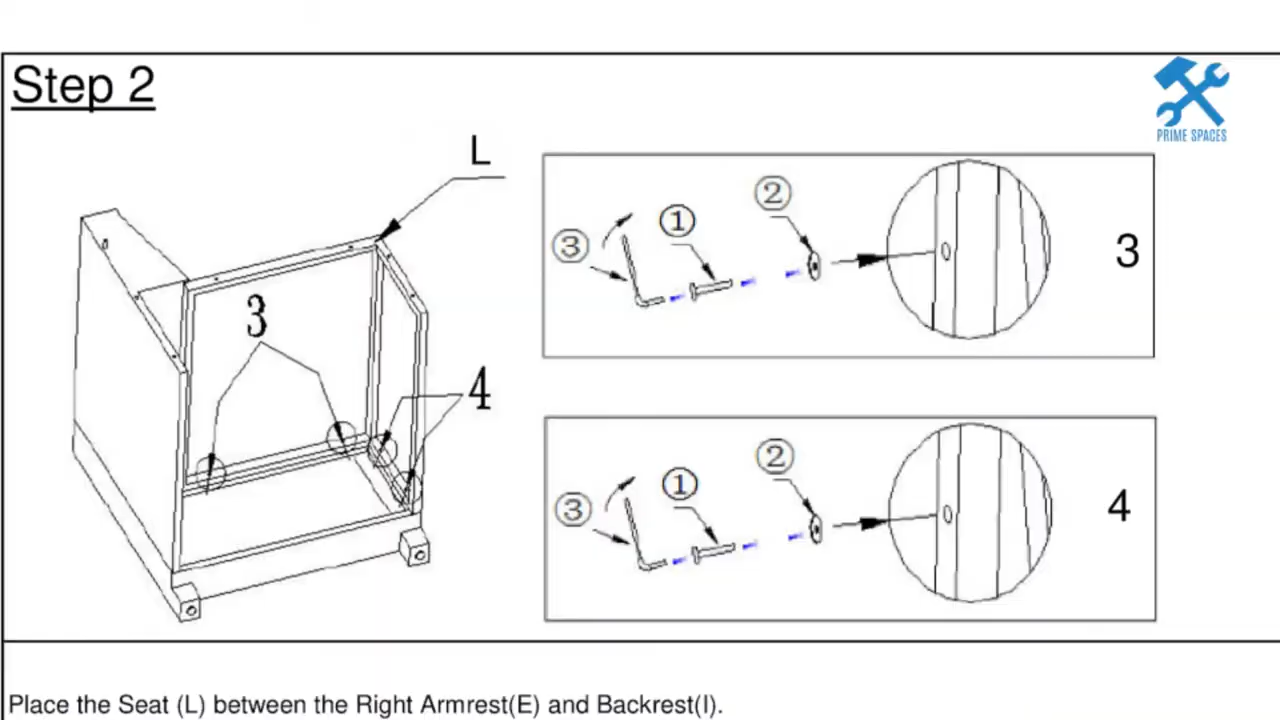 Step 2
PRIME SPACES
L
3
4
③ ① ②
3
③ ① ②
4
Place the Seat (L) between the Right Armrest(E) and Backrest(I).